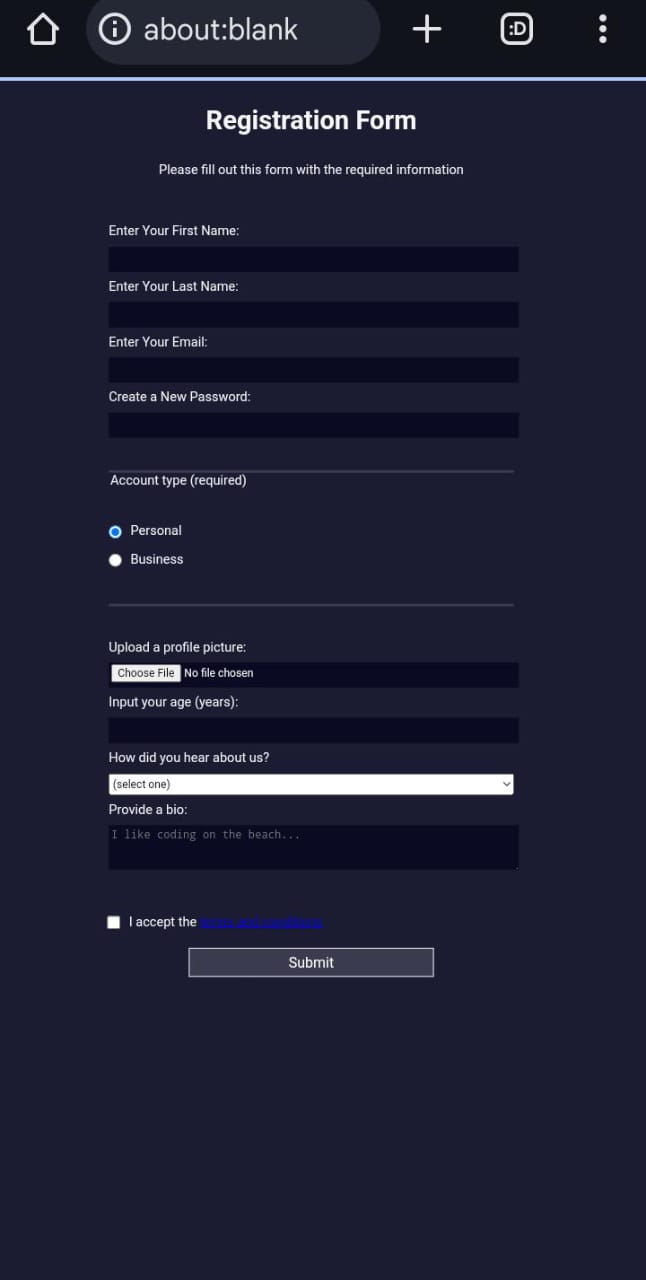 about:blank
:D
Registration Form
Please fill out this form with the required information
Enter Your First Name:
Enter Your Last Name:
Enter Your Email:
Create a New Password:
Account type (required)
Personal
Business
Upload a profile picture:
Choose File No file chosen
Input your age (years):
How did you hear about us?
(select one)
Provide a bio:
I like coding on the beach...
I accept the terms and conditions
Submit